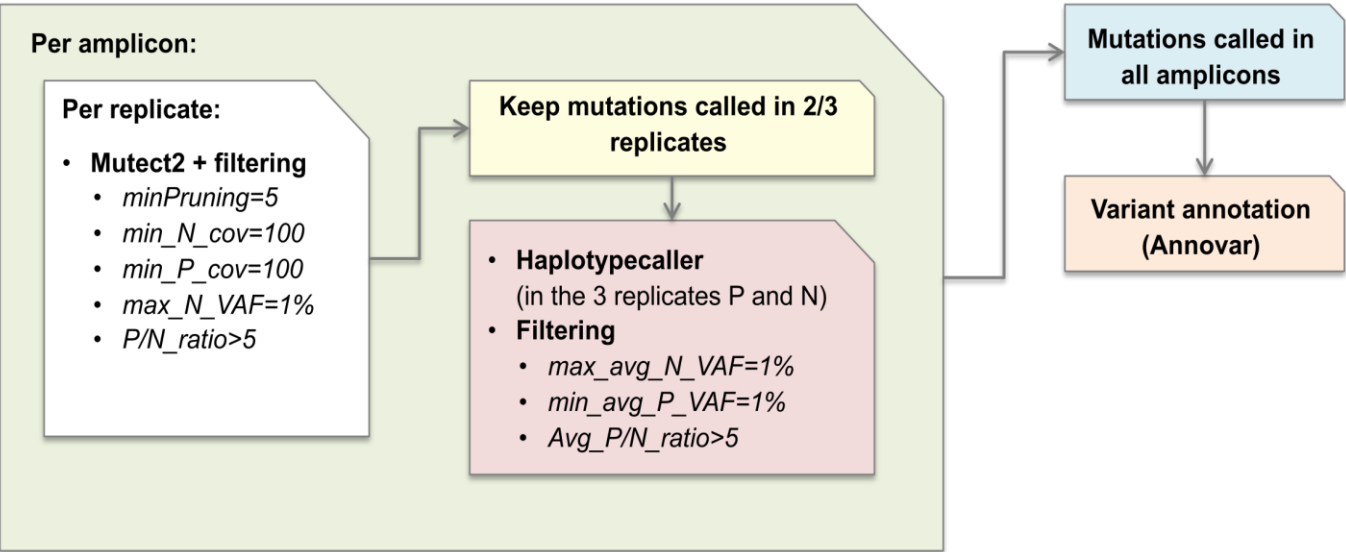 Per amplicon:
Per replicate:
• Mutect2 + filtering
• minPruning=5
• min_N_cov=100
• min_P_cov=100
• max_N_VAF=1%
• P/N_ratio>5
Keep mutations called in 2/3
replicates
• Haplotypecaller
(in the 3 replicates P and N)
• Filtering
• max_avg_N_VAF=1%
• min_avg_P_VAF=1%
• Avg_P/N_ratio>5
Mutations called in
all amplicons
Variant annotation
(Annovar)